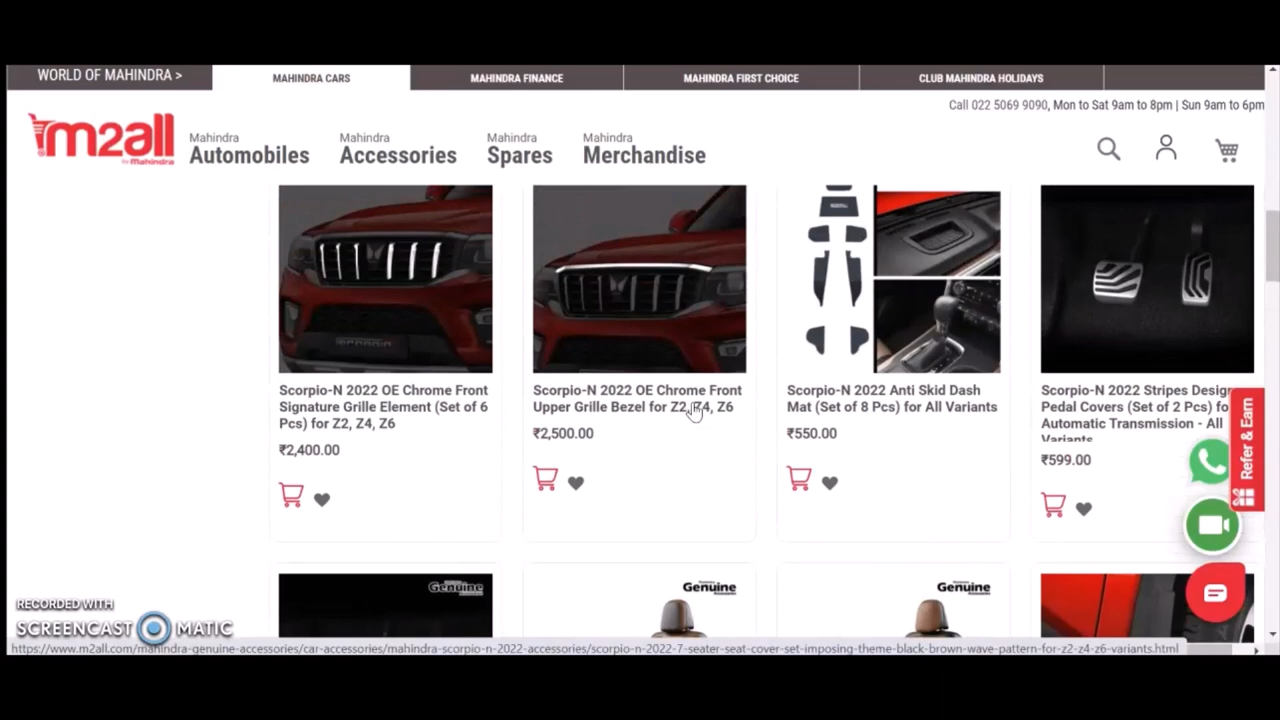 WORLD OF MAHINDRA >
MAHINDRA CARS
MAHINDRA FINANCE
MAHINDRA FIRST CHOICE
CLUB MAHINDRA HOLIDAYS
Call 022 5069 9090, Mon to Sat 9am to 8pm | Sun 9am to 6pm
m2all
by Mahindra
Mahindra
Automobiles
Mahindra
Accessories
Mahindra
Spares
Mahindra
Merchandise
Scorpio-N 2022 OE Chrome Front
Signature Grille Element (Set of 6
Pcs) for Z2, Z4, Z6
₹2,400.00
Scorpio-N 2022 OE Chrome Front
Upper Grille Bezel for Z2, Z4, Z6
₹2,500.00
Scorpio-N 2022 Anti Skid Dash
Mat (Set of 8 Pcs) for All Variants
₹550.00
Scorpio-N 2022 Stripes Design
Pedal Covers (Set of 2 Pcs) fo
Automatic Transmission - All
Variants
₹599.00
Refer & Earn
Genuine
Genuine
Genuine
RECORDED WITH
SCREENCAST MATIC
https://www.m2all.com/mahindra-genuine-accessories/car-accessories/mahindra-scorpio-n-2022-accessories/scorpio-n-2022-7-seater-seat-cover-set-imposing-theme-black-brown-wave-pattern-for-z2-z4-z6-variants.html